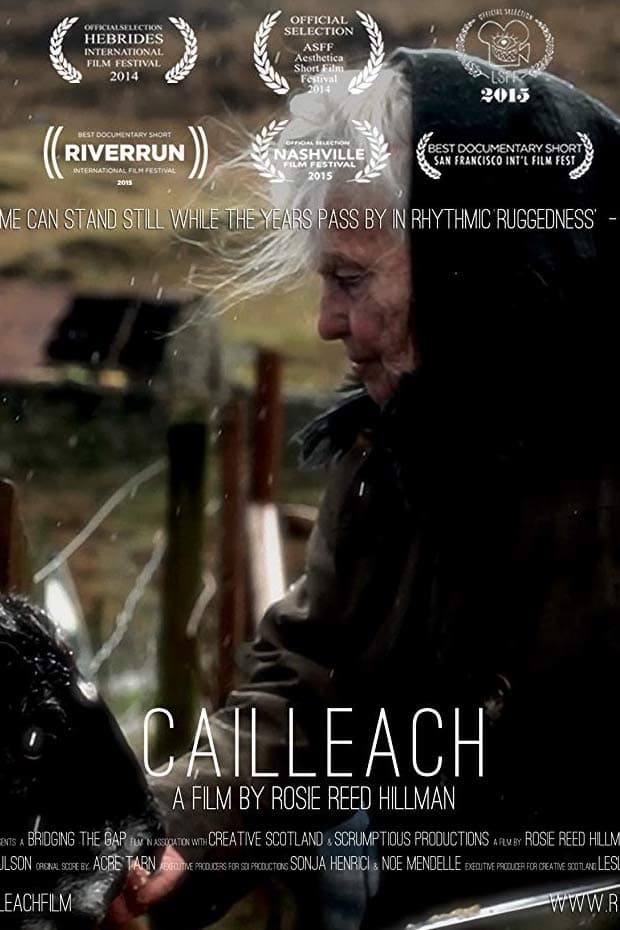 OFFICIAL SELECTION
HEBRIDES
INTERNATIONAL
FILM FESTIVAL
2014
OFFICIAL
SELECTION
ASFF
Aesthetica
Short Film
Festival
2014
OFFICIAL SELECTION
LSFF
2015
BEST DOCUMENTARY SHORT
RIVERRUN
INTERNATIONAL FILM FESTIVAL
2015
OFFICIAL SELECTION
NASHVILLE
FILM FESTIVAL
2015
BEST DOCUMENTARY SHORT
SAN FRANCISCO INT'L FILM FEST
ME CAN STAND STILL WHILE THE YEARS PASS BY IN RHYTHMIC RUGGEDNESS' -
CAILLEACH
A FILM BY ROSIE REED HILLMAN
ENTS A BRIDGING THE GAP FILM IN ASSOCIATION WITH CREATIVE SCOTLAND & SCRUMPTIOUS PRODUCTIONS A FILM BY ROSIE REED HILLM
ULSON ORIGINAL SCORE BY: ACRE TARN EXECUTIVE PRODUCERS FOR SDI PRODUCTIONS SONJA HENRICI & NOE MENDELLE EXECUTIVE PRODUCER FOR CREATIVE SCOTLAND LESL
LEACHFILM
WWW.R